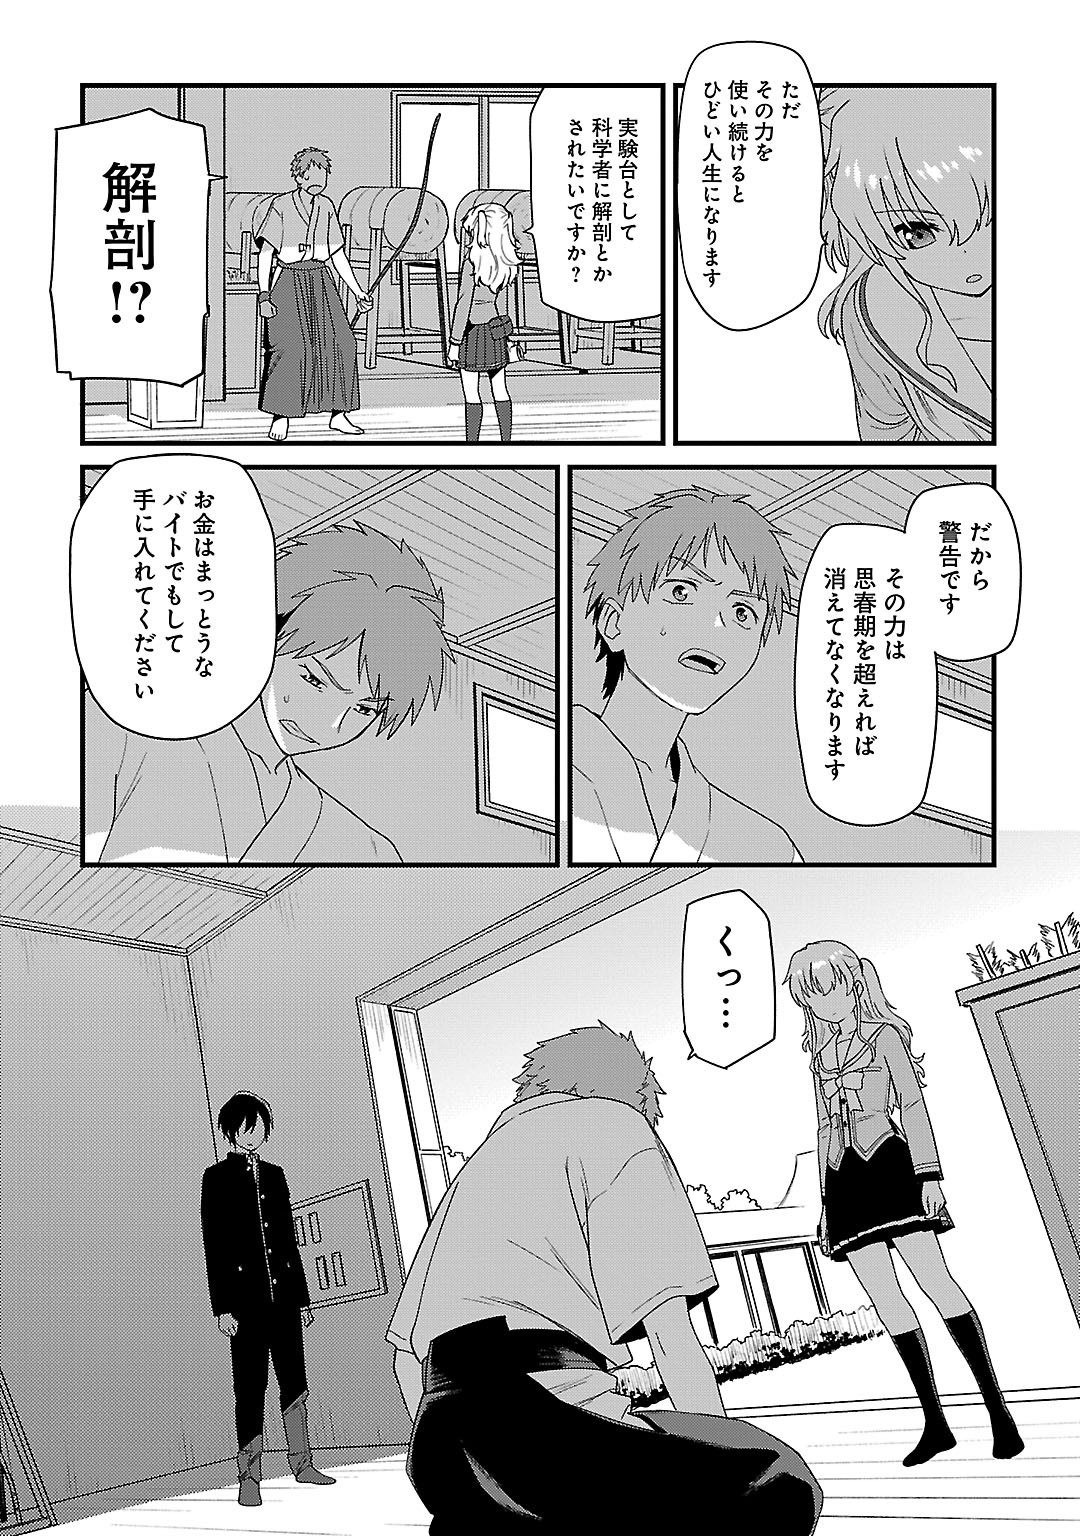 ただ
その力を
使い続けると
ひどい人生になります
実験台として
科学者に解剖とか
されたいですか？
解剖!?
だから
警告です
その力は
思春期を超えれば
消えてなくなります
お金はまっとうな
バイトでもして
手に入れてください
くっ…